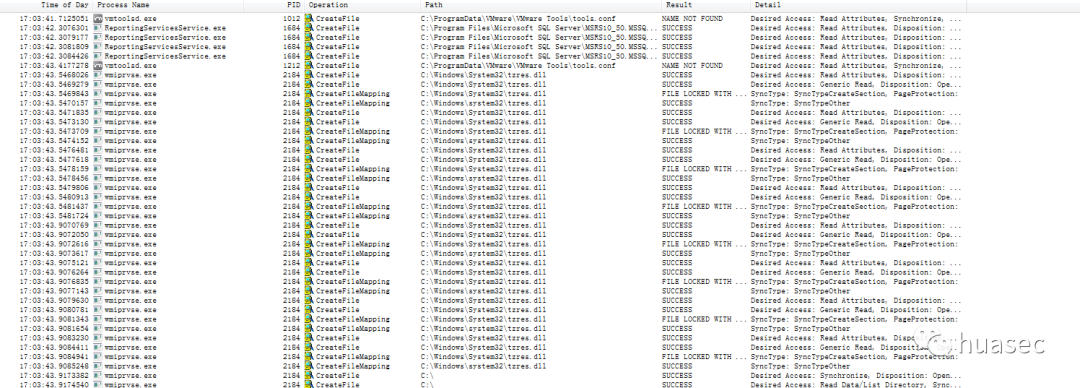 Time of Day Process Name PID Operation Path Result Detail
17:03:41.7125051 vmtoolsd.exe 1012 CreateFile C:\ProgramData\VMware\VMware Tools\tools.conf NAME NOT FOUND Desired Access: Read Attributes, Synchronize, ...
17:03:42.3076301 ReportingServicesService.exe 1684 CreateFile C:\Program Files\Microsoft SQL Server\MSRS10_50.MSSQ... SUCCESS Desired Access: Read Attributes, Disposition: ...
17:03:42.3079177 ReportingServicesService.exe 1684 CreateFile C:\Program Files\Microsoft SQL Server\MSRS10_50.MSSQ... SUCCESS Desired Access: Read Attributes, Disposition: ...
17:03:42.3081809 ReportingServicesService.exe 1684 CreateFile C:\Program Files\Microsoft SQL Server\MSRS10_50.MSSQ... SUCCESS Desired Access: Read Attributes, Disposition: ...
17:03:42.3084426 ReportingServicesService.exe 1684 CreateFile C:\Program Files\Microsoft SQL Server\MSRS10_50.MSSQ... SUCCESS Desired Access: Read Attributes, Disposition: ...
17:03:43.4177278 vmtoolsd.exe 1212 CreateFile C:\ProgramData\VMware\VMware Tools\tools.conf NAME NOT FOUND Desired Access: Read Attributes, Synchronize, ...
17:03:43.5468026 wmiprvse.exe 2184 CreateFile C:\Windows\System32\tzres.dll SUCCESS Desired Access: Read Attributes, Disposition: ...
17:03:43.5469279 wmiprvse.exe 2184 CreateFile C:\Windows\System32\tzres.dll SUCCESS Desired Access: Generic Read, Disposition: Ope...
17:03:43.5469843 wmiprvse.exe 2184 CreateFileMapping C:\Windows\System32\tzres.dll FILE LOCKED WITH ... SyncType: SyncTypeCreateSection, PageProtection:
17:03:43.5470157 wmiprvse.exe 2184 CreateFileMapping C:\Windows\System32\tzres.dll SUCCESS SyncType: SyncTypeOther
17:03:43.5471833 wmiprvse.exe 2184 CreateFile C:\Windows\System32\tzres.dll SUCCESS Desired Access: Read Attributes, Disposition: ...
17:03:43.5473130 wmiprvse.exe 2184 CreateFile C:\Windows\System32\tzres.dll SUCCESS Desired Access: Generic Read, Disposition: Ope...
17:03:43.5473709 wmiprvse.exe 2184 CreateFileMapping C:\Windows\System32\tzres.dll FILE LOCKED WITH ... SyncType: SyncTypeCreateSection, PageProtection:
17:03:43.5474152 wmiprvse.exe 2184 CreateFileMapping C:\Windows\system32\tzres.dll SUCCESS SyncType: SyncTypeOther
17:03:43.5476481 wmiprvse.exe 2184 CreateFile C:\Windows\System32\tzres.dll SUCCESS Desired Access: Read Attributes, Disposition: ...
17:03:43.5477618 wmiprvse.exe 2184 CreateFile C:\Windows\System32\tzres.dll SUCCESS Desired Access: Generic Read, Disposition: Ope...
17:03:43.5478159 wmiprvse.exe 2184 CreateFileMapping C:\Windows\system32\tzres.dll FILE LOCKED WITH ... SyncType: SyncTypeCreateSection, PageProtection:
17:03:43.5478456 wmiprvse.exe 2184 CreateFileMapping C:\Windows\system32\tzres.dll SUCCESS SyncType: SyncTypeOther
17:03:43.5479806 wmiprvse.exe 2184 CreateFile C:\Windows\System32\tzres.dll SUCCESS Desired Access: Read Attributes, Disposition: ...
17:03:43.5480913 wmiprvse.exe 2184 CreateFile C:\Windows\System32\tzres.dll SUCCESS Desired Access: Generic Read, Disposition: Ope...
17:03:43.5481437 wmiprvse.exe 2184 CreateFileMapping C:\Windows\system32\tzres.dll FILE LOCKED WITH ... SyncType: SyncTypeCreateSection, PageProtection:
17:03:43.5481724 wmiprvse.exe 2184 CreateFileMapping C:\Windows\system32\tzres.dll SUCCESS SyncType: SyncTypeOther
17:03:43.9070769 wmiprvse.exe 2184 CreateFile C:\Windows\System32\tzres.dll SUCCESS Desired Access: Read Attributes, Disposition: ...
17:03:43.9072050 wmiprvse.exe 2184 CreateFile C:\Windows\System32\tzres.dll SUCCESS Desired Access: Generic Read, Disposition: Ope...
17:03:43.9072616 wmiprvse.exe 2184 CreateFileMapping C:\Windows\System32\tzres.dll FILE LOCKED WITH ... SyncType: SyncTypeCreateSection, PageProtection:
17:03:43.9073617 wmiprvse.exe 2184 CreateFileMapping C:\Windows\system32\tzres.dll SUCCESS SyncType: SyncTypeOther
17:03:43.9075121 wmiprvse.exe 2184 CreateFile C:\Windows\System32\tzres.dll SUCCESS Desired Access: Read Attributes, Disposition: ...
17:03:43.9076264 wmiprvse.exe 2184 CreateFile C:\Windows\System32\tzres.dll SUCCESS Desired Access: Generic Read, Disposition: Ope...
17:03:43.9076835 wmiprvse.exe 2184 CreateFileMapping C:\Windows\system32\tzres.dll FILE LOCKED WITH ... SyncType: SyncTypeCreateSection, PageProtection:
17:03:43.9077143 wmiprvse.exe 2184 CreateFileMapping C:\Windows\system32\tzres.dll SUCCESS SyncType: SyncTypeOther
17:03:43.9079630 wmiprvse.exe 2184 CreateFile C:\Windows\System32\tzres.dll SUCCESS Desired Access: Read Attributes, Disposition: ...
17:03:43.9080781 wmiprvse.exe 2184 CreateFile C:\Windows\System32\tzres.dll SUCCESS Desired Access: Generic Read, Disposition: Ope...
17:03:43.9081343 wmiprvse.exe 2184 CreateFileMapping C:\Windows\System32\tzres.dll FILE LOCKED WITH ... SyncType: SyncTypeCreateSection, PageProtection:
17:03:43.9081654 wmiprvse.exe 2184 CreateFileMapping C:\Windows\system32\tzres.dll SUCCESS SyncType: SyncTypeOther
17:03:43.9083230 wmiprvse.exe 2184 CreateFile C:\Windows\System32\tzres.dll SUCCESS Desired Access: Read Attributes, Disposition: ...
17:03:43.9084411 wmiprvse.exe 2184 CreateFile C:\Windows\System32\tzres.dll SUCCESS Desired Access: Generic Read, Ope...
17:03:43.9084941 wmiprvse.exe 2184 CreateFileMapping C:\Windows\system32\tzres.dll FILE LOCKED WITH ... SyncType: SyncTypeCreateSection, PageProtection:
17:03:43.9085248 wmiprvse.exe 2184 CreateFileMapping C:\Windows\system32\tzres.dll SUCCESS SyncType: SyncTypeOther
17:03:43.9173382 wmiprvse.exe 2184 CreateFile C:\ SUCCESS Desired Access: Synchronize, Disposition: Open...
17:03:43.9174540 wmiprvse.exe 2184 CreateFile C:\ SUCCESS Desired Access: Read Data/List Directory, Sync...
huasec